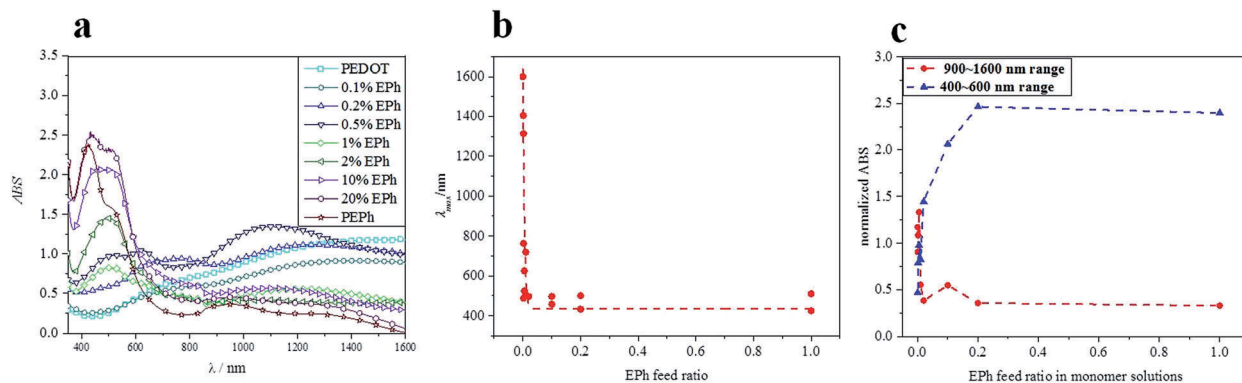 a
3.5
3.0
2.5
2.0
1.5
1.0
0.5
0.0
ABS
400 600 800 1000 1200 1400 1600
λ / nm
PEDOT
0.1% EPh
0.2% EPh
0.5% EPh
1% EPh
2% EPh
10% EPh
20% EPh
PEPh
b
1600
1400
1200
1000
800
600
400
λmax/nm
0.0 0.2 0.4 0.6 0.8 1.0
EPh feed ratio
c
3.0
2.5
2.0
1.5
1.0
0.5
0.0
normalized ABS
900~1600 nm range
400~600 nm range
0.0 0.2 0.4 0.6 0.8 1.0
EPh feed ratio in monomer solutions